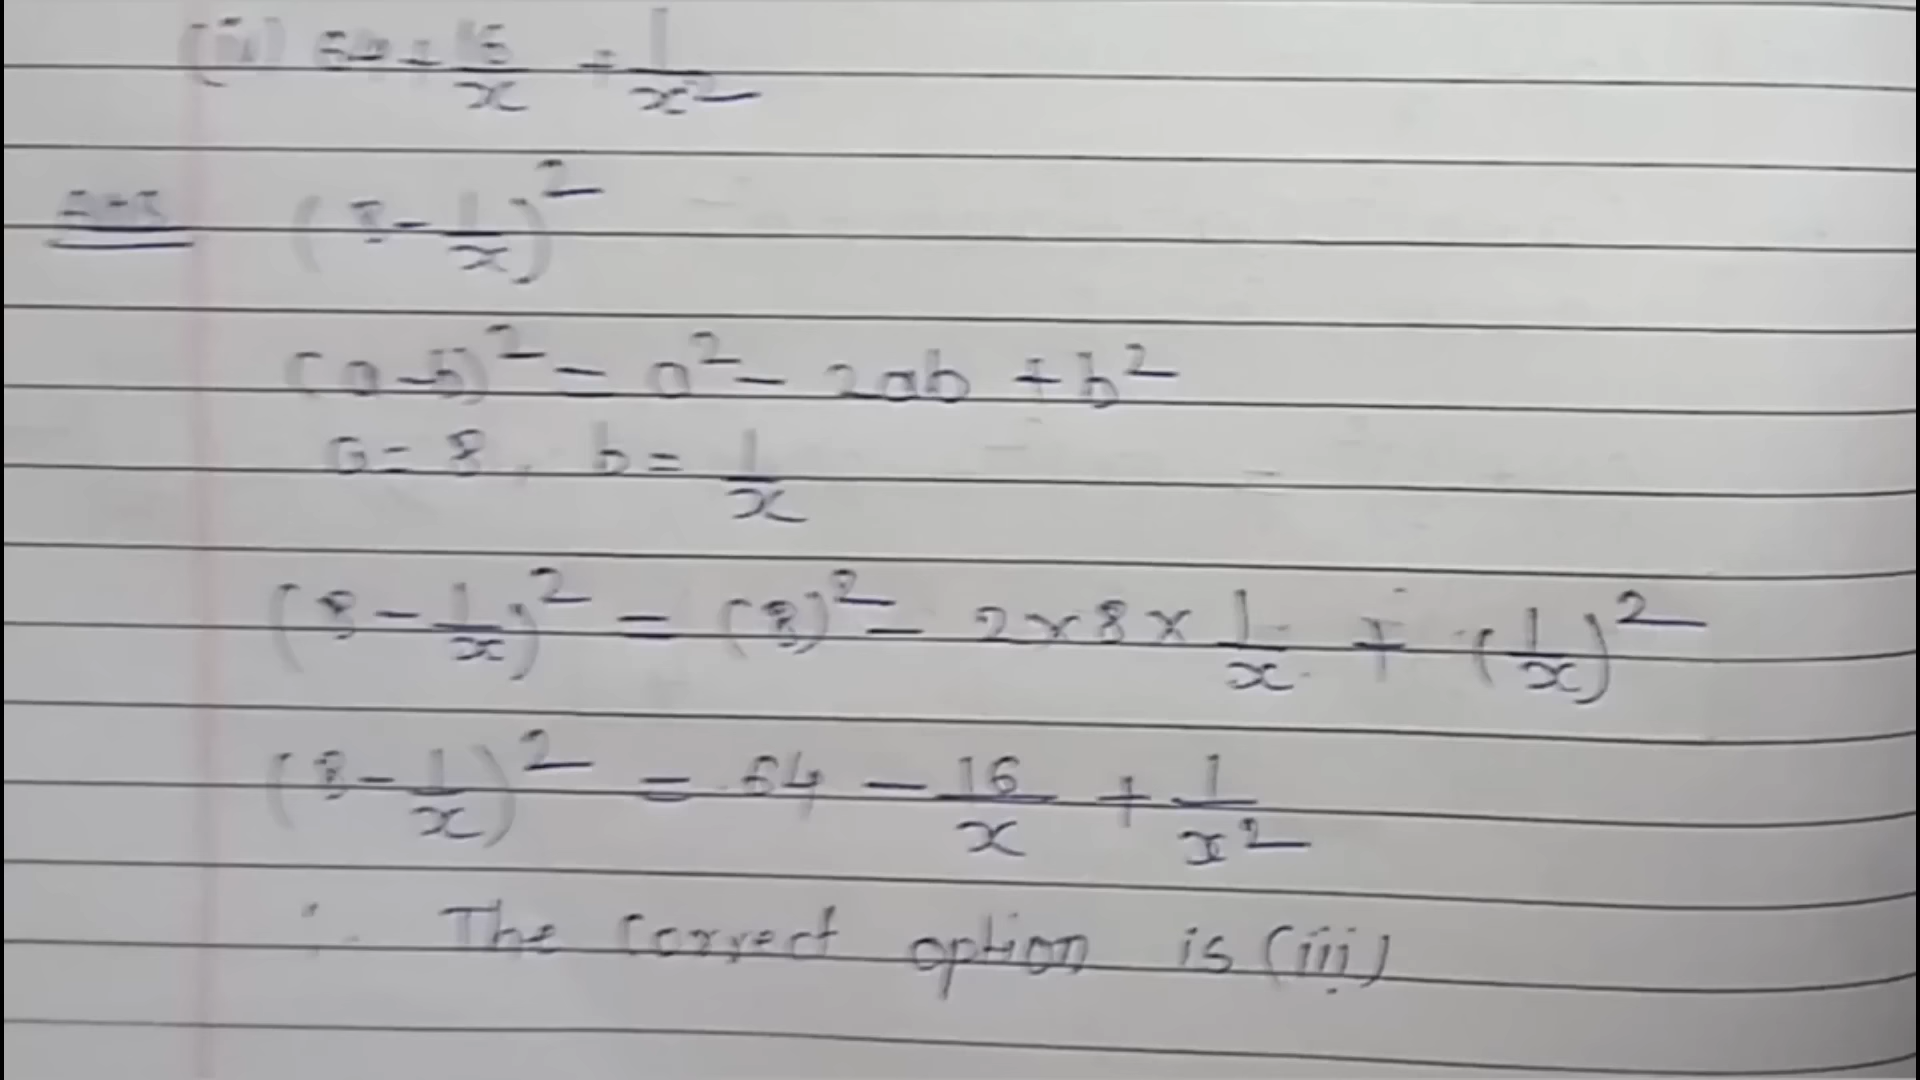 64 + 16/x + 1/x²
Ans (8 - 1/x)²
(a-b)² = a² - 2ab + b²
a = 8, b = 1/x
(8 - 1/x)² = (8)² - 2×8×1/x + (1/x)²
(8 - 1/x)² = 64 - 16/x + 1/x²
∴ The correct option is (iii)